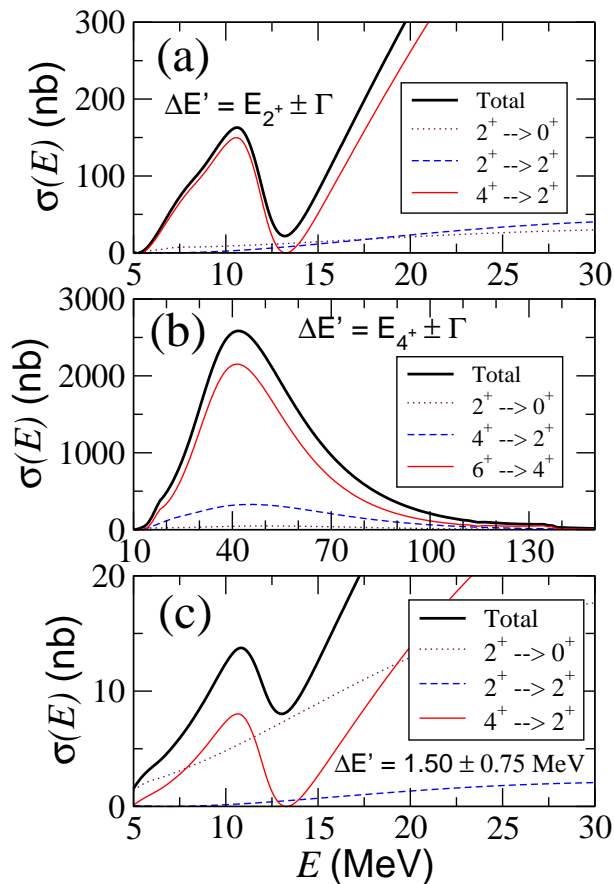 300
(a)
ΔE' = E₂⁺ ± Γ
200
100
0
σ(E) (nb)
Total
2⁺ --> 0⁺
2⁺ --> 2⁺
4⁺ --> 2⁺
5 10 15 20 25 30
3000
(b)
ΔE' = E₄⁺ ± Γ
2000
1000
0
σ(E) (nb)
Total
2⁺ --> 0⁺
4⁺ --> 2⁺
6⁺ --> 4⁺
10 40 70 100 130
20
(c)
10
0
σ(E) (nb)
Total
2⁺ --> 0⁺
2⁺ --> 2⁺
4⁺ --> 2⁺
ΔE' = 1.50 ± 0.75 MeV
5 10 15 20 25 30
E (MeV)